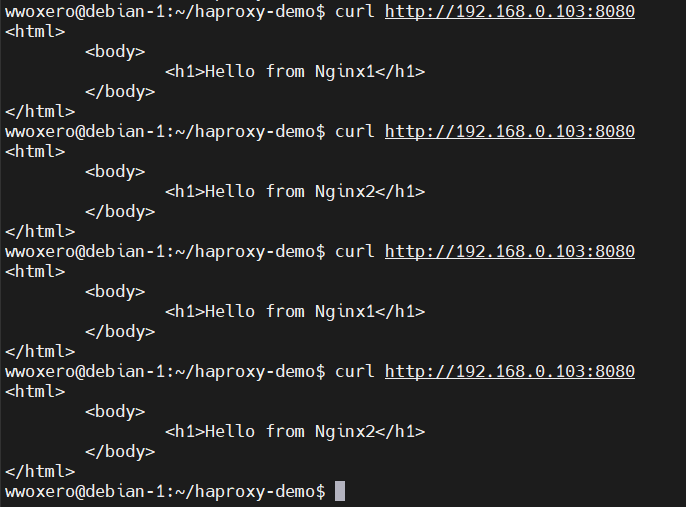 wwoxero@debian-1:~/haproxy-demo$ curl http://192.168.0.103:8080
<html>
        <body>
                <h1>Hello from Nginx1</h1>
        </body>
</html>
wwoxero@debian-1:~/haproxy-demo$ curl http://192.168.0.103:8080
<html>
        <body>
                <h1>Hello from Nginx2</h1>
        </body>
</html>
wwoxero@debian-1:~/haproxy-demo$ curl http://192.168.0.103:8080
<html>
        <body>
                <h1>Hello from Nginx1</h1>
        </body>
</html>
wwoxero@debian-1:~/haproxy-demo$ curl http://192.168.0.103:8080
<html>
        <body>
                <h1>Hello from Nginx2</h1>
        </body>
</html>
wwoxero@debian-1:~/haproxy-demo$